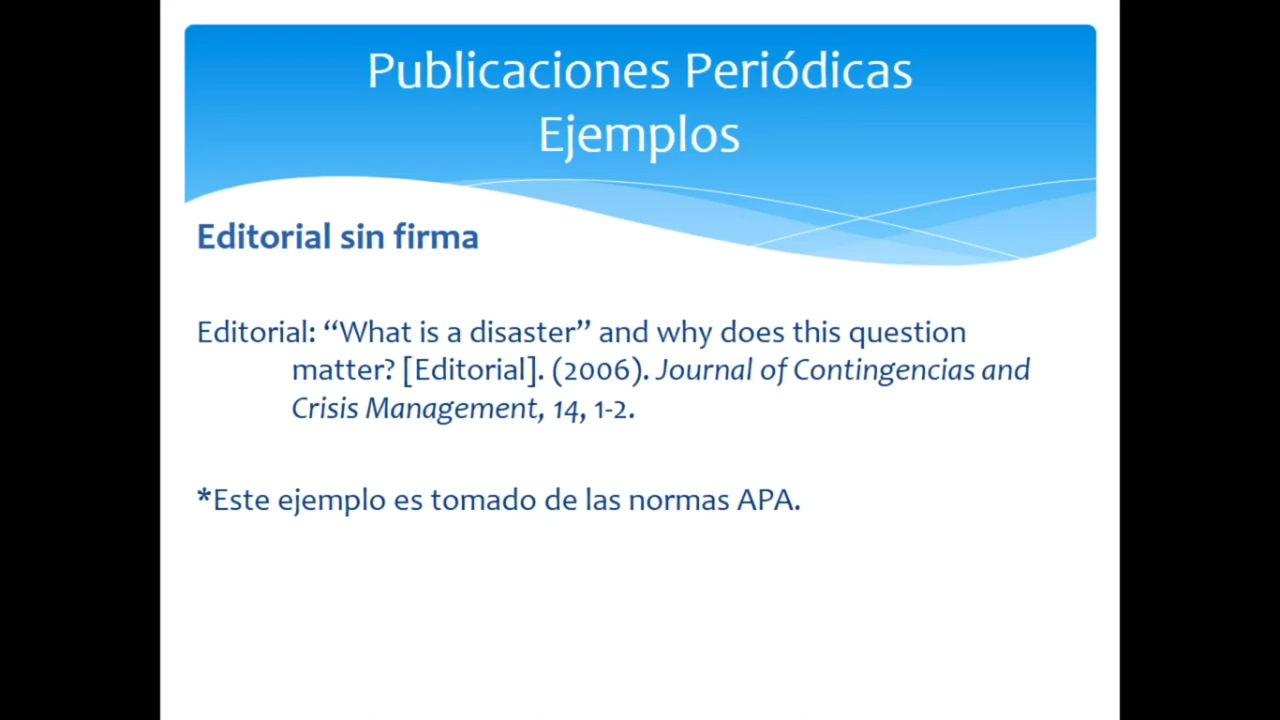 Publicaciones Periódicas
Ejemplos
Editorial sin firma
Editorial: “What is a disaster” and why does this question
matter? [Editorial]. (2006). Journal of Contingencias and
Crisis Management, 14, 1-2.
*Este ejemplo es tomado de las normas APA.